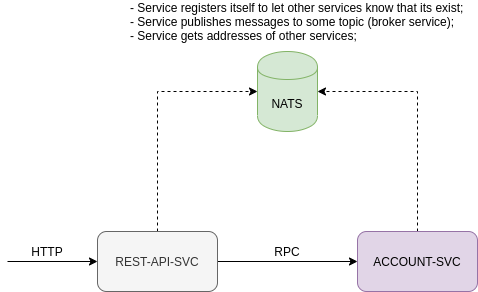 - Service registers itself to let other services know that its exist;
- Service publishes messages to some topic (broker service);
- Service gets addresses of other services;
NATS
HTTP
REST-API-SVC
RPC
ACCOUNT-SVC